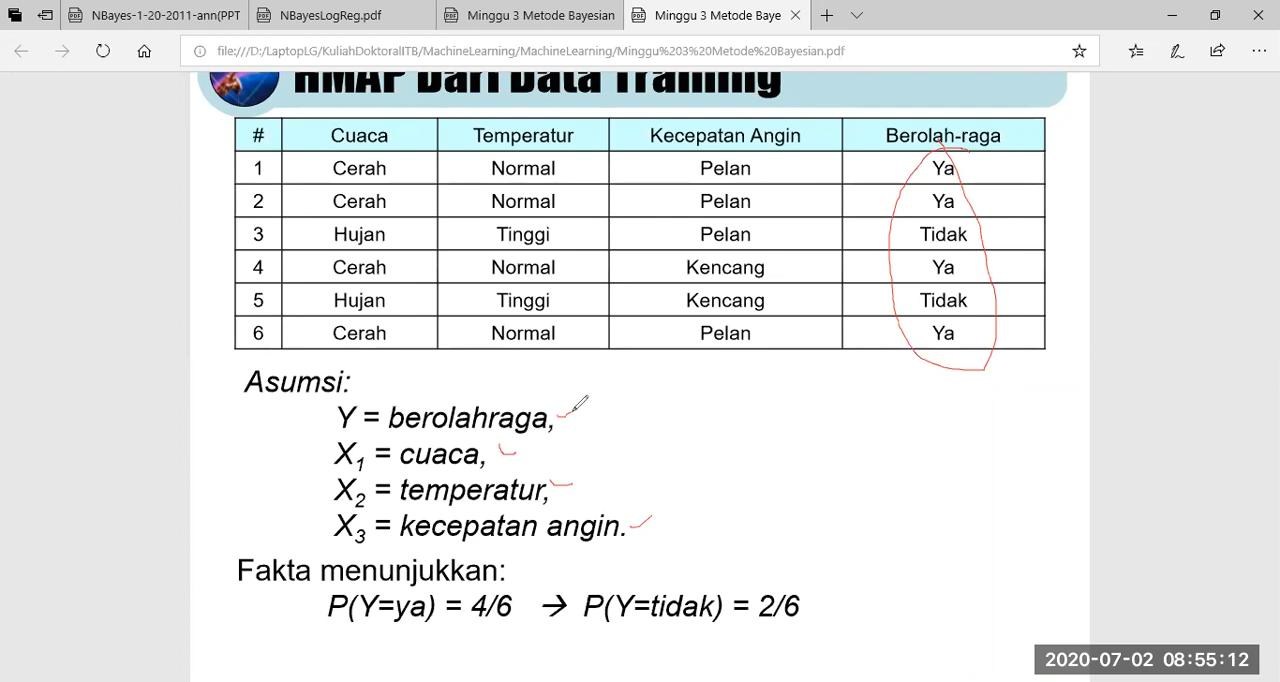 NBayes-1-20-2011-ann(PPT
NBayesLogReg.pdf
Minggu 3 Metode Bayesian
Minggu 3 Metode Baye
file:///D:/LaptopLG/KuliahDoktoralITB/MachineLearning/MachineLearning/Minggu%203%20Metode%20Bayesian.pdf
HMAP Dari Data Training
# Cuaca Temperatur Kecepatan Angin Berolah-raga
1 Cerah Normal Pelan Ya
2 Cerah Normal Pelan Ya
3 Hujan Tinggi Pelan Tidak
4 Cerah Normal Kencang Ya
5 Hujan Tinggi Kencang Tidak
6 Cerah Normal Pelan Ya
Asumsi:
Y = berolahraga,
X1 = cuaca,
X2 = temperatur,
X3 = kecepatan angin.
Fakta menunjukkan:
P(Y=ya) = 4/6 → P(Y=tidak) = 2/6
2020-07-02 08:55:12